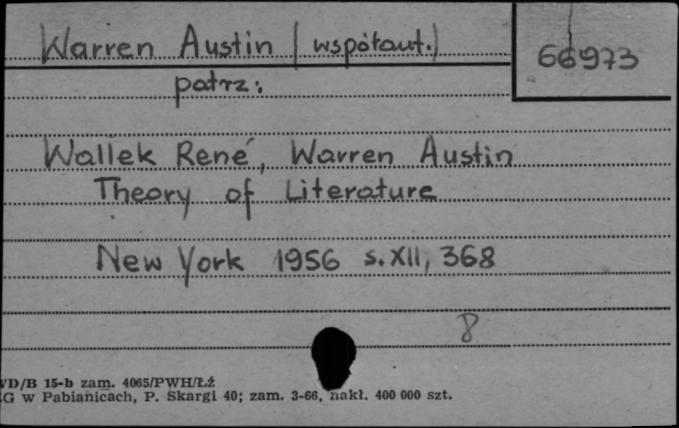 Warren Austin (współaut.)
66973
patrz:
Wallek René, Warren Austin
Theory of Literature
New York 1956 s. XII, 368
8
VD/B 15-b zam. 4065/PWH/Łź
G w Pabianicach, P. Skargi 40; zam. 3-66, nakł. 400 000 szt.